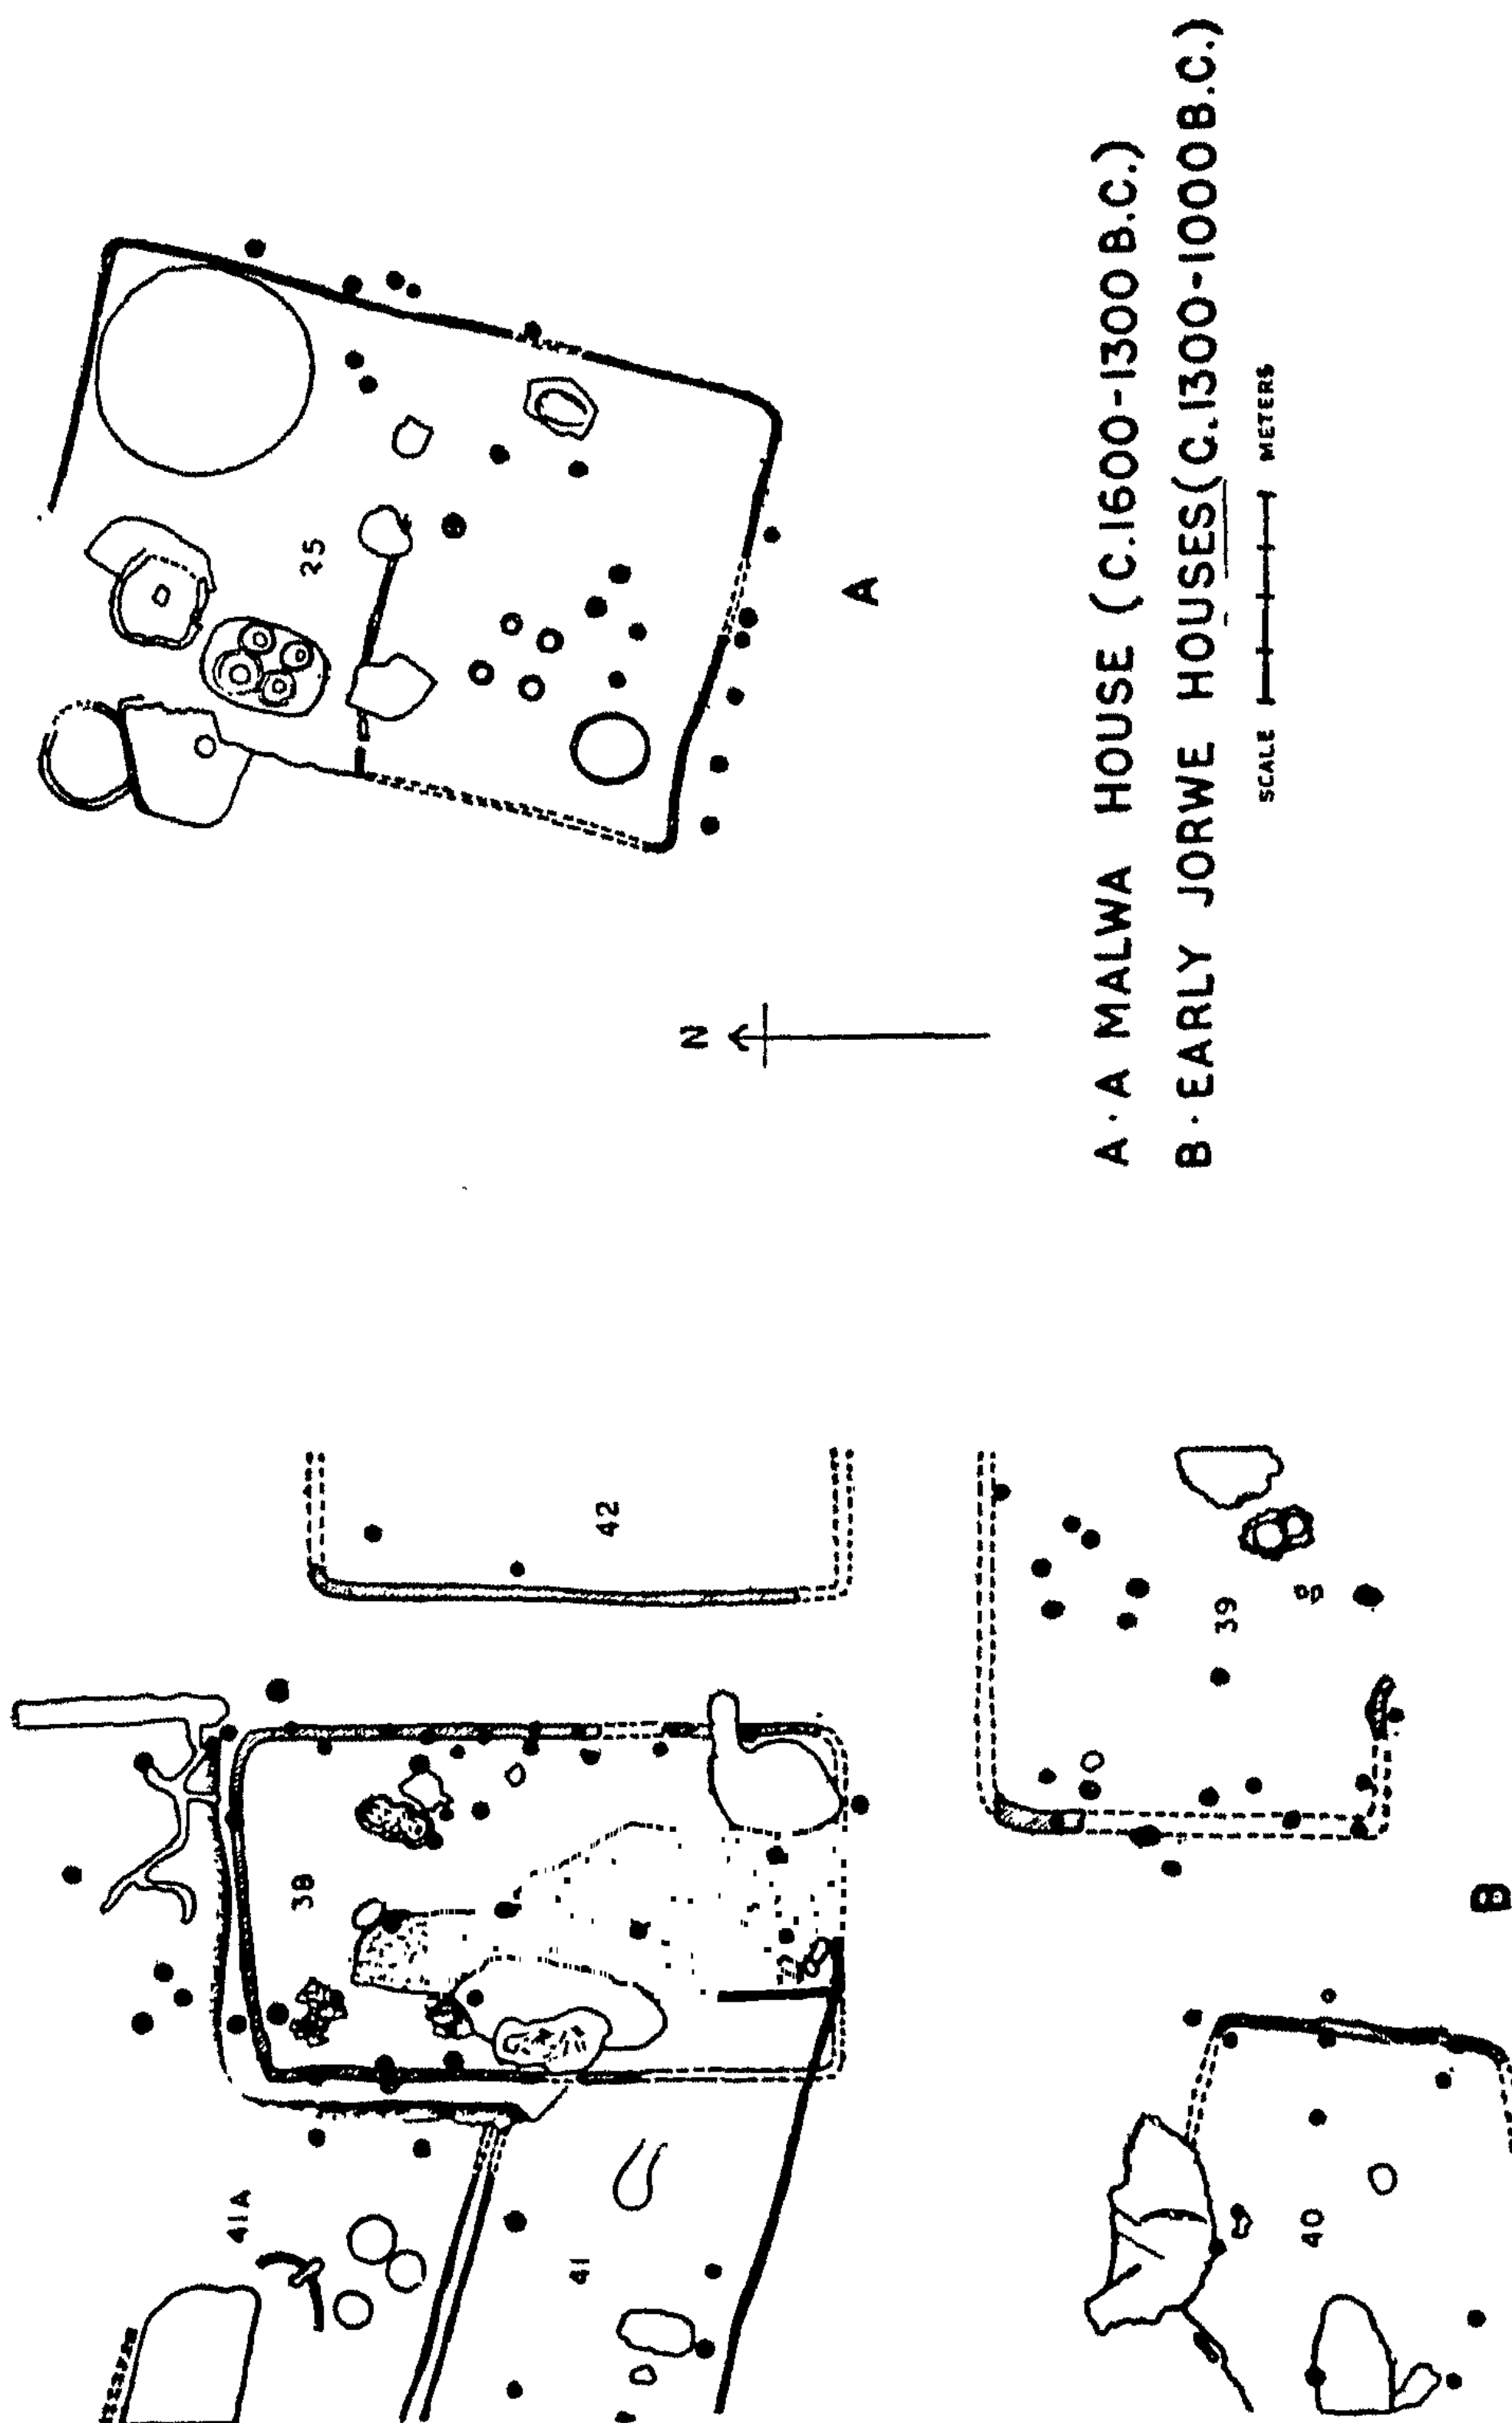 41A
38
42
41
40
39
B
N
25
A
A · A MALWA HOUSE (C.1600-1300 B.C.)
B · EARLY JORWE HOUSES (C.1300-1000 B.C.)
SCALE METERS